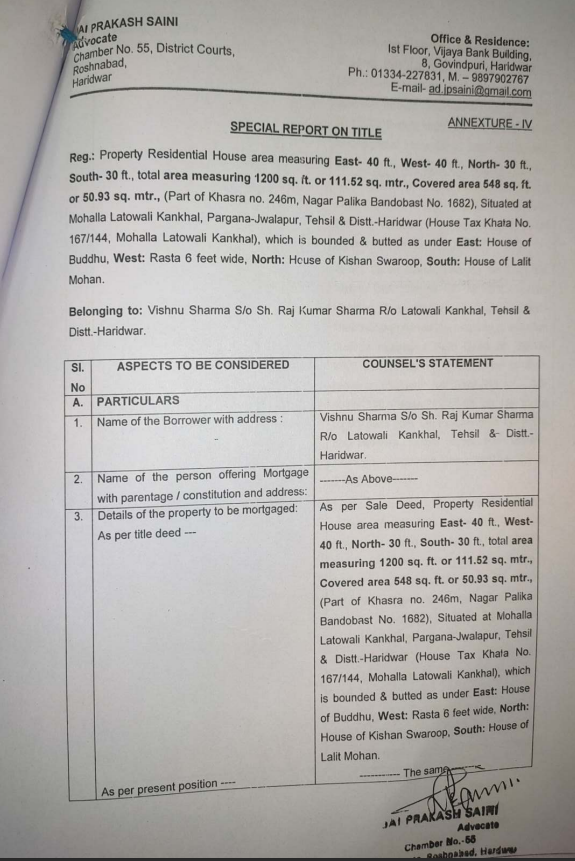 JAI PRAKASH SAINI
Advocate
Chamber No. 55, District Courts,
Roshnabad,
Haridwar
Office & Residence:
Ist Floor, Vijaya Bank Building,
8, Govindpuri, Haridwar
Ph.: 01334-227831, M. – 9897902767
E-mail- ad.jpsaini@gmail.com
ANNEXTURE - IV
SPECIAL REPORT ON TITLE
Reg.: Property Residential House area measuring East- 40 ft., West- 40 ft., North- 30 ft.,
South- 30 ft., total area measuring 1200 sq. ft. or 111.52 sq. mtr., Covered area 548 sq. ft.
or 50.93 sq. mtr., (Part of Khasra no. 246m, Nagar Palika Bandobast No. 1682), Situated at
Mohalla Latowali Kankhal, Pargana-Jwalapur, Tehsil & Distt.-Haridwar (House Tax Khata No.
167/144, Mohalla Latowali Kankhal), which is bounded & butted as under East: House of
Buddhu, West: Rasta 6 feet wide, North: House of Kishan Swaroop, South: House of Lalit
Mohan.
Belonging to: Vishnu Sharma S/o Sh. Raj Kumar Sharma R/o Latowali Kankhal, Tehsil &
Distt.-Haridwar.
Sl. No
ASPECTS TO BE CONSIDERED
COUNSEL'S STATEMENT
A. PARTICULARS
1. Name of the Borrower with address :
Vishnu Sharma S/o Sh. Raj Kumar Sharma
R/o Latowali Kankhal, Tehsil & Distt.-
Haridwar.
2. Name of the person offering Mortgage
with parentage / constitution and address:
-------As Above-------
3. Details of the property to be mortgaged:
As per title deed ---
As per Sale Deed, Property Residential
House area measuring East- 40 ft., West-
40 ft., North- 30 ft., South- 30 ft., total area
measuring 1200 sq. ft. or 111.52 sq. mtr.,
Covered area 548 sq. ft. or 50.93 sq. mtr.,
(Part of Khasra no. 246m, Nagar Palika
Bandobast No. 1682), Situated at Mohalla
Latowali Kankhal, Pargana-Jwalapur, Tehsil
& Distt.-Haridwar (House Tax Khata No.
167/144, Mohalla Latowali Kankhal), which
is bounded & butted as under East: House
of Buddhu, West: Rasta 6 feet wide, North:
House of Kishan Swaroop, South: House of
Lalit Mohan.
As per present position ----
------------ The same
JAI PRAKASH SAINI
Advocate
Chamber No.-55
Roshnabad, Hardwar